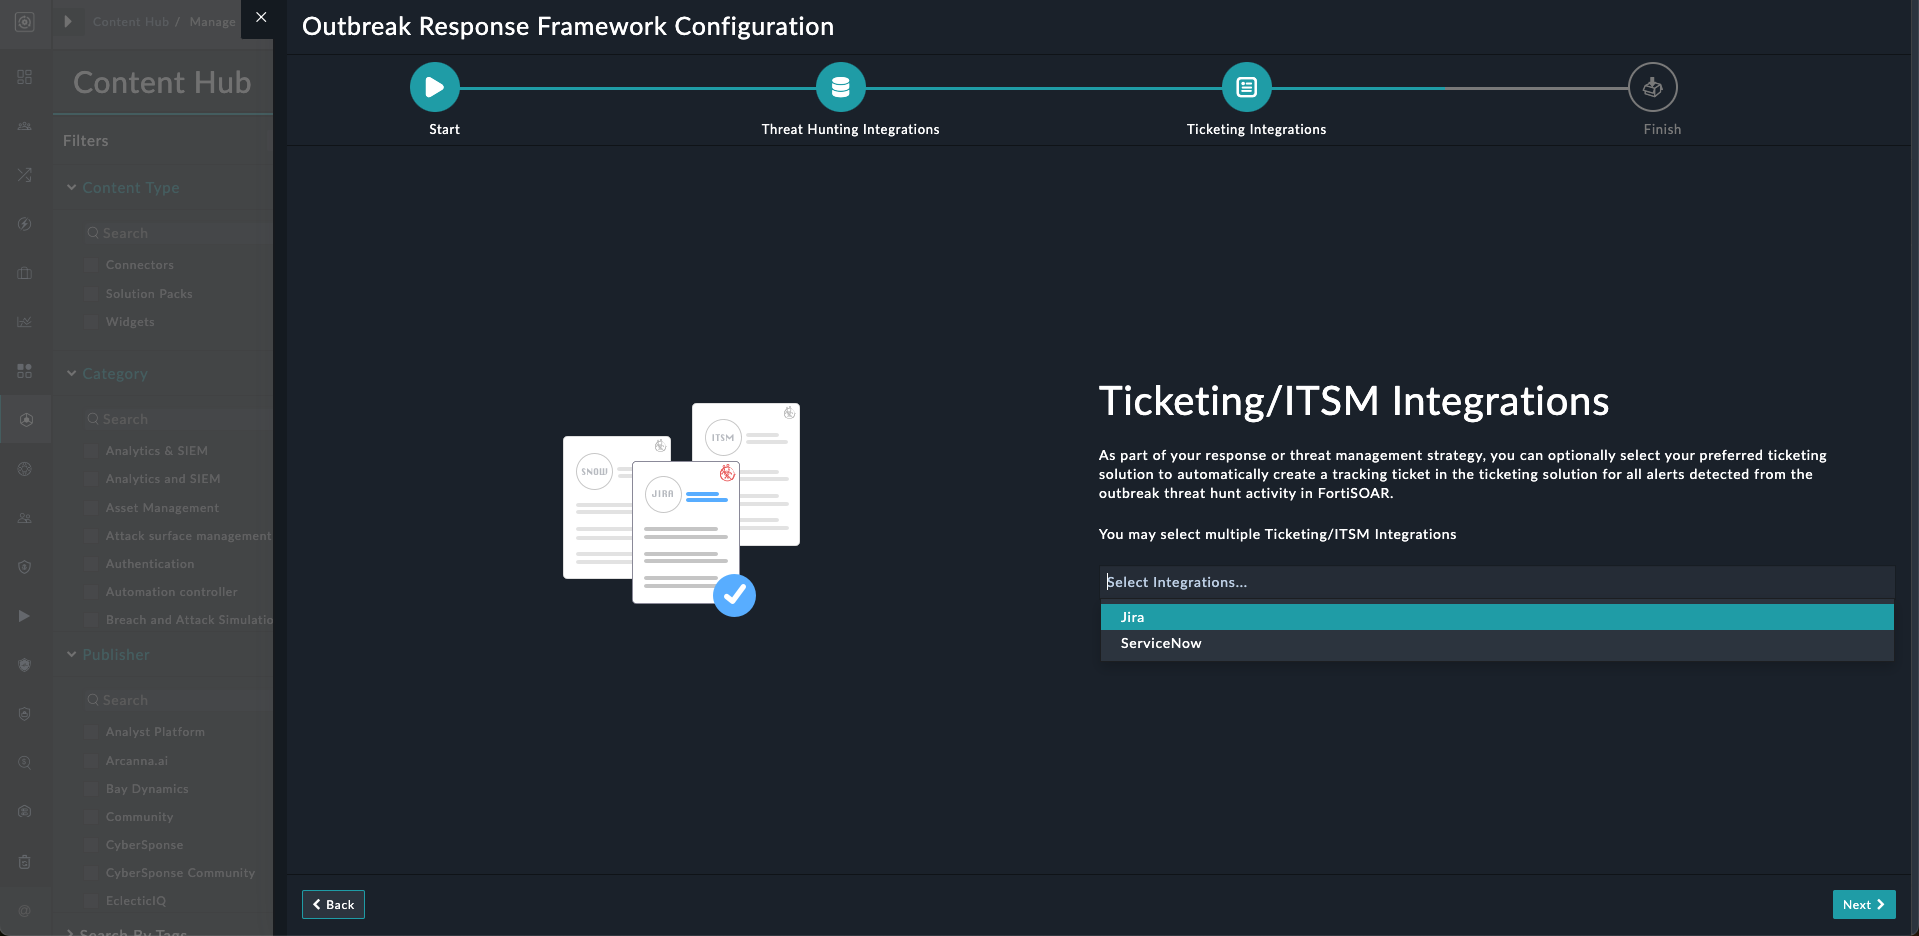 Content Hub / Manage
Outbreak Response Framework Configuration
Content Hub
Start
Threat Hunting Integrations
Ticketing Integrations
Finish
Filters
Content Type
Search
Connectors
Solution Packs
Widgets
Category
Search
Analytics & SIEM
Analytics and SIEM
Asset Management
Attack surface management
Authentication
Automation controller
Breach and Attack Simulatio
Publisher
Search
Analyst Platform
Arcanna.ai
Bay Dynamics
Community
CyberSponse
CyberSponse Community
EclecticIQ
Search By Tags
ITSM
SNOW
JIRA
Ticketing/ITSM Integrations
As part of your response or threat management strategy, you can optionally select your preferred ticketing
solution to automatically create a tracking ticket in the ticketing solution for all alerts detected from the
outbreak threat hunt activity in FortiSOAR.
You may select multiple Ticketing/ITSM Integrations
Select Integrations...
Jira
ServiceNow
Back
Next